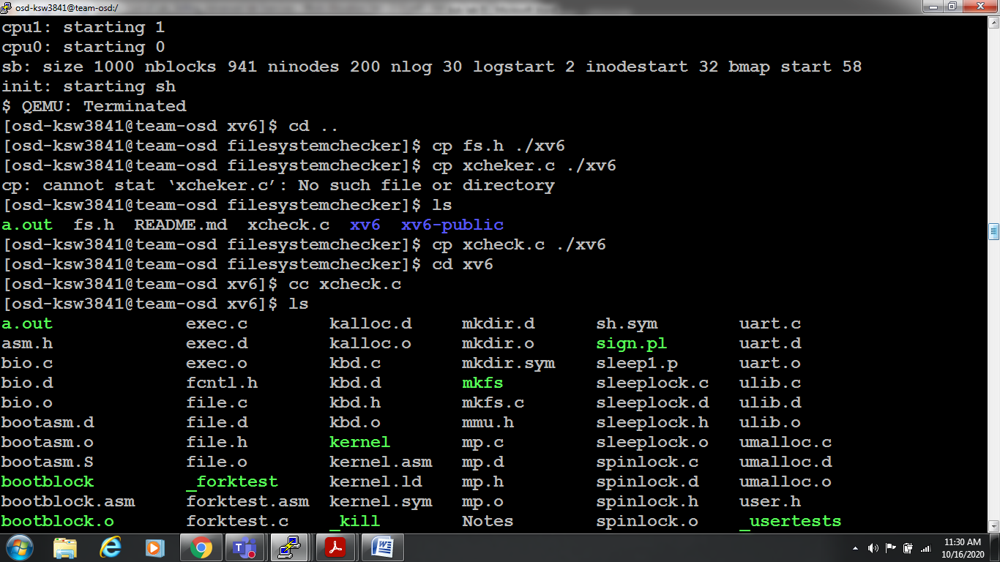 osd-ksw3841@team-osd:/
cpu1: starting 1
cpu0: starting 0
sb: size 1000 nblocks 941 ninodes 200 nlog 30 logstart 2 inodestart 32 bmap start 58
init: starting sh
$ QEMU: Terminated
[osd-ksw3841@team-osd xv6]$ cd ..
[osd-ksw3841@team-osd filesystemchecker]$ cp fs.h ./xv6
[osd-ksw3841@team-osd filesystemchecker]$ cp xcheker.c ./xv6
cp: cannot stat ‘xcheker.c’: No such file or directory
[osd-ksw3841@team-osd filesystemchecker]$ ls
a.out fs.h README.md xcheck.c xv6 xv6-public
[osd-ksw3841@team-osd filesystemchecker]$ cp xcheck.c ./xv6
[osd-ksw3841@team-osd filesystemchecker]$ cd xv6
[osd-ksw3841@team-osd xv6]$ cc xcheck.c
[osd-ksw3841@team-osd xv6]$ ls
a.out exec.c kalloc.d mkdir.d sh.sym uart.c
asm.h exec.d kalloc.o mkdir.o sign.pl uart.d
bio.c exec.o kbd.c mkdir.sym sleep1.p uart.o
bio.d fcntl.h kbd.d mkfs sleeplock.c ulib.c
bio.o file.c kbd.h mkfs.c sleeplock.d ulib.d
bootasm.d file.d kbd.o mmu.h sleeplock.h ulib.o
bootasm.o file.h kernel mp.c sleeplock.o umalloc.c
bootasm.S file.o kernel.asm mp.d spinlock.c umalloc.d
bootblock _forktest kernel.ld mp.h spinlock.d umalloc.o
bootblock.asm forktest.asm kernel.sym mp.o spinlock.h user.h
bootblock.o forktest.c _kill Notes spinlock.o _usertests
11:30 AM
10/16/2020